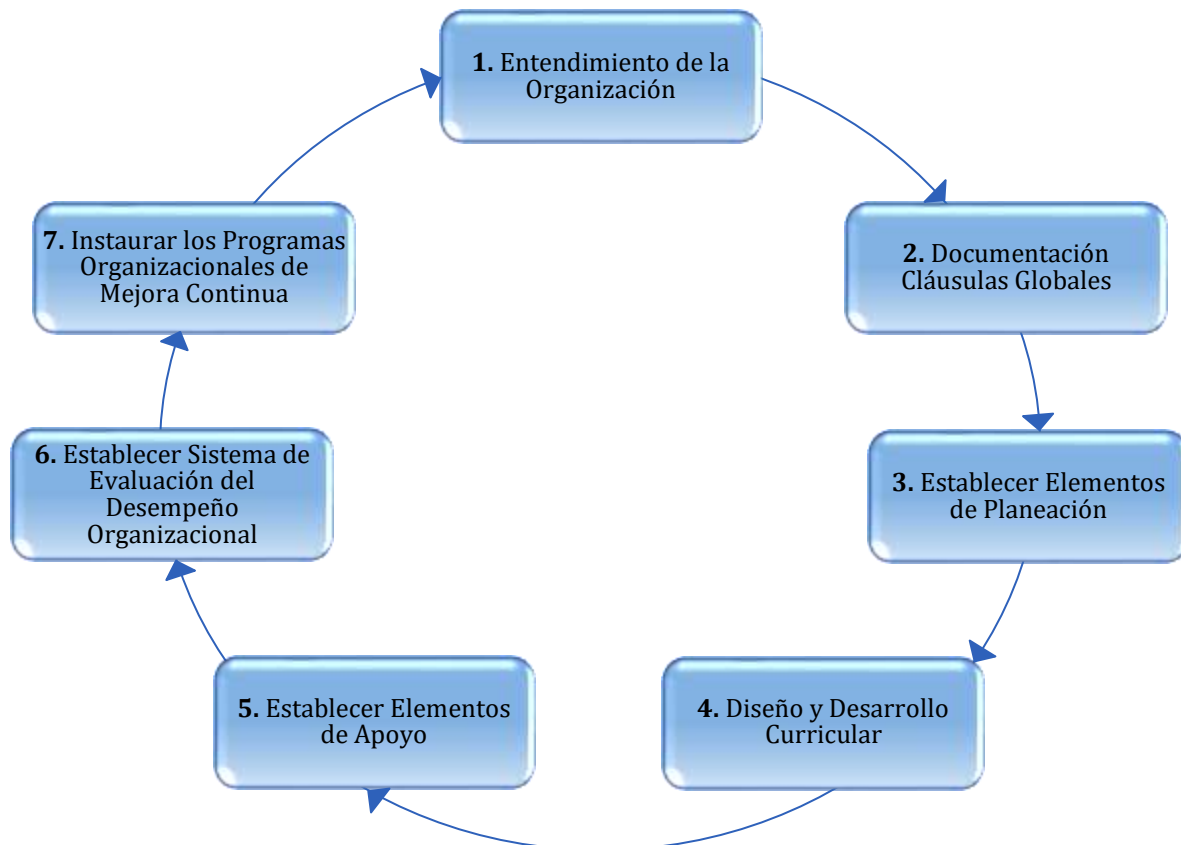 1. Entendimiento de la
Organización
2. Documentación
Cláusulas Globales
3. Establecer Elementos
de Planeación
4. Diseño y Desarrollo
Curricular
5. Establecer Elementos
de Apoyo
6. Establecer Sistema de
Evaluación del
Desempeño
Organizacional
7. Instaurar los Programas
Organizacionales de
Mejora Continua